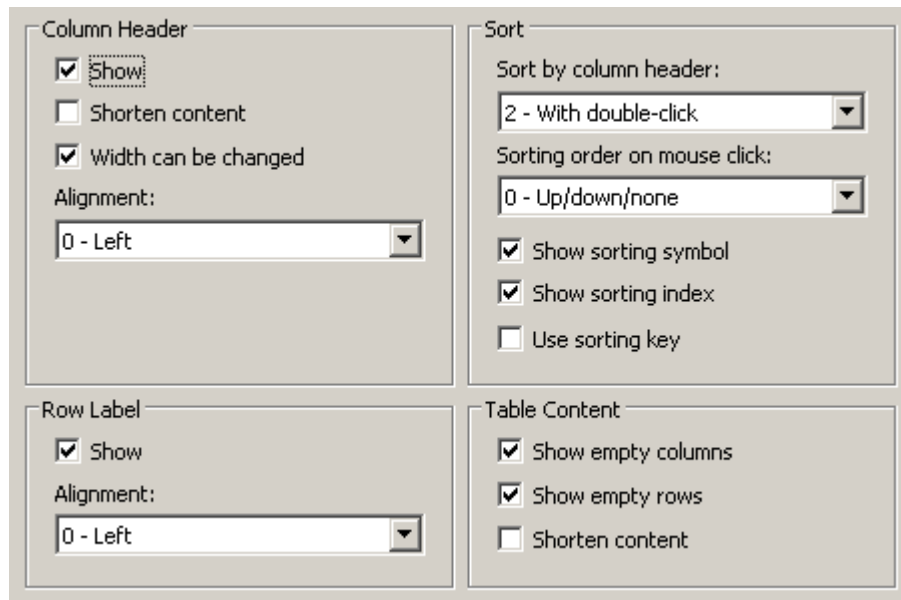 Column Header
Show
Shorten content
Width can be changed
Alignment:
0 - Left
Sort
Sort by column header:
2 - With double-click
Sorting order on mouse click:
0 - Up/down/none
Show sorting symbol
Show sorting index
Use sorting key
Row Label
Show
Alignment:
0 - Left
Table Content
Show empty columns
Show empty rows
Shorten content